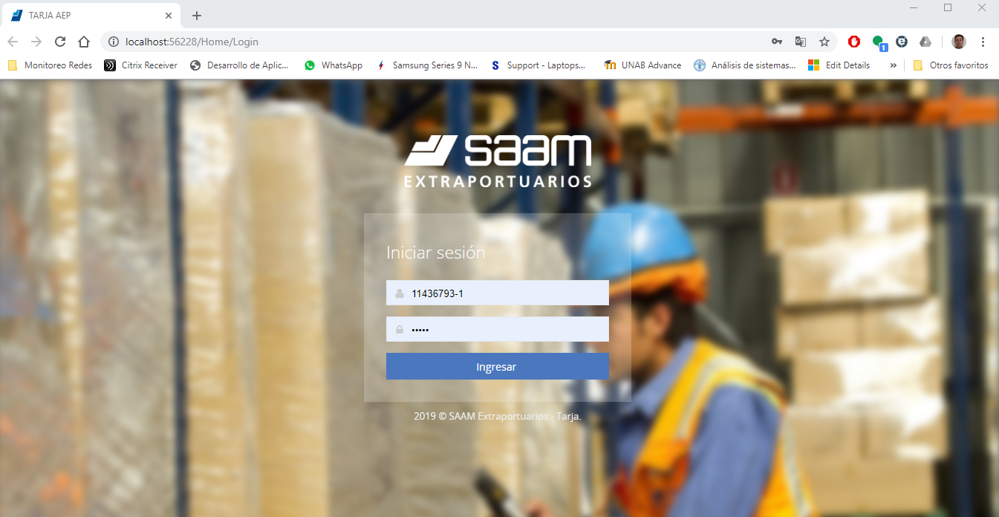 TARJA AEP
localhost:56228/Home/Login
1
Monitoreo Redes Citrix Receiver Desarrollo de Aplic... WhatsApp Samsung Series 9 N... Support - Laptops... UNAB Advance Análisis de sistemas... Edit Details » Otros favoritos
saam
EXTRAPORTUARIOS
Iniciar sesión
11436793-1
•••••
Ingresar
2019 © SAAM Extraportuarios - Tarja.